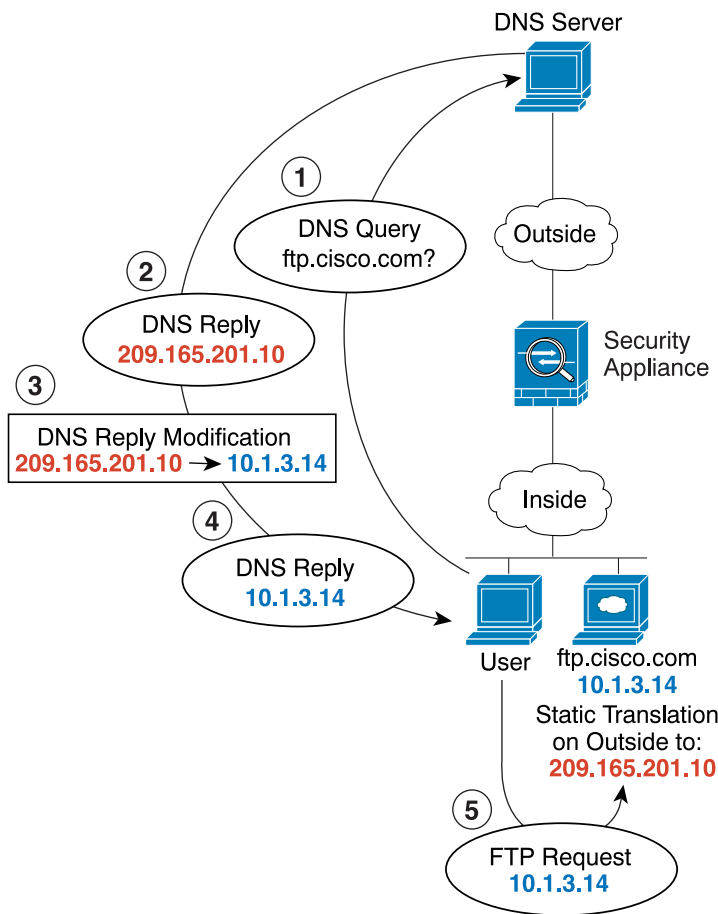 DNS Server
1
DNS Query
ftp.cisco.com?
Outside
2
DNS Reply
209.165.201.10
Security
Appliance
3
DNS Reply Modification
209.165.201.10 → 10.1.3.14
Inside
4
DNS Reply
10.1.3.14
User
ftp.cisco.com
10.1.3.14
Static Translation
on Outside to:
209.165.201.10
5
FTP Request
10.1.3.14